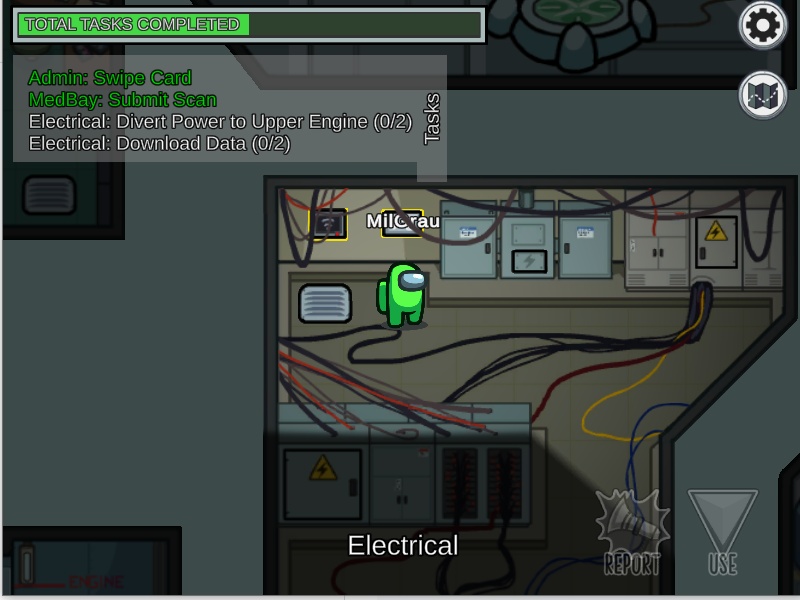 TOTAL TASKS COMPLETED
Admin: Swipe Card
MedBay: Submit Scan
Electrical: Divert Power to Upper Engine (0/2)
Electrical: Download Data (0/2)
Tasks
Electrical
REPORT
USE
ENGINE